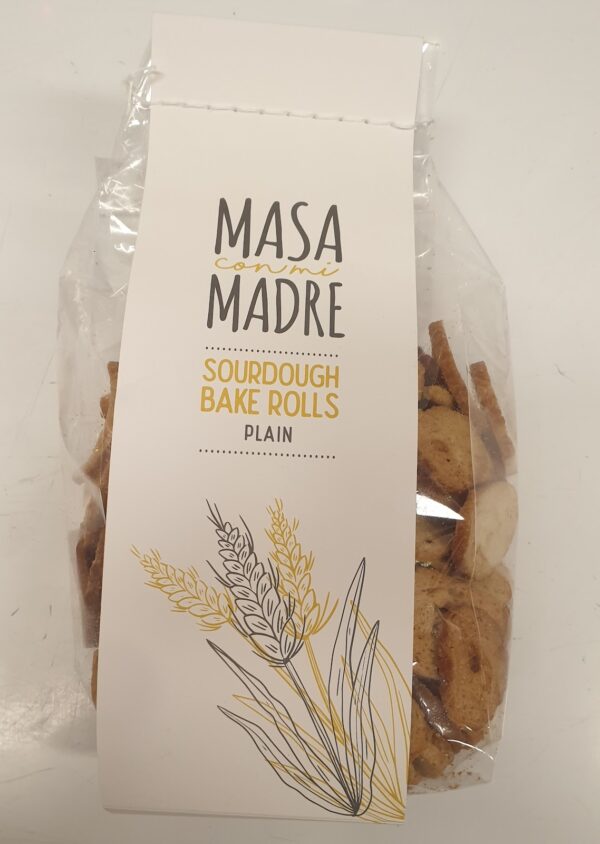 MASA
con mi
MADRE
SOURDOUGH
BAKE ROLLS
PLAIN